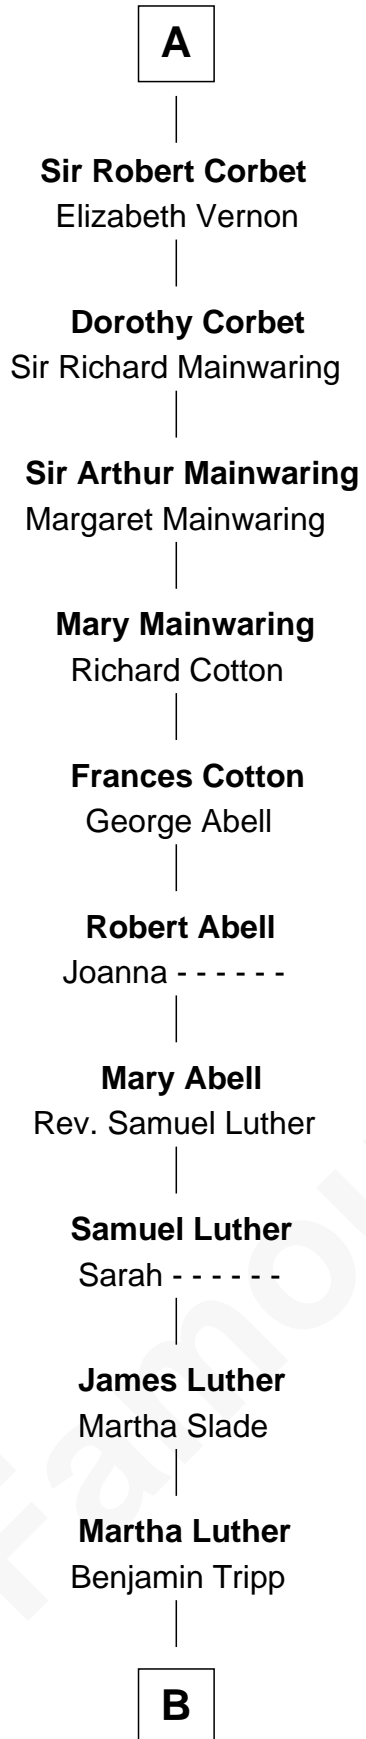 A
Sir Robert Corbet
Elizabeth Vernon
Dorothy Corbet
Sir Richard Mainwaring
Sir Arthur Mainwaring
Margaret Mainwaring
Mary Mainwaring
Richard Cotton
Frances Cotton
George Abell
Robert Abell
Joanna - - - - - -
Mary Abell
Rev. Samuel Luther
Samuel Luther
Sarah - - - - - -
James Luther
Martha Slade
Martha Luther
Benjamin Tripp
B